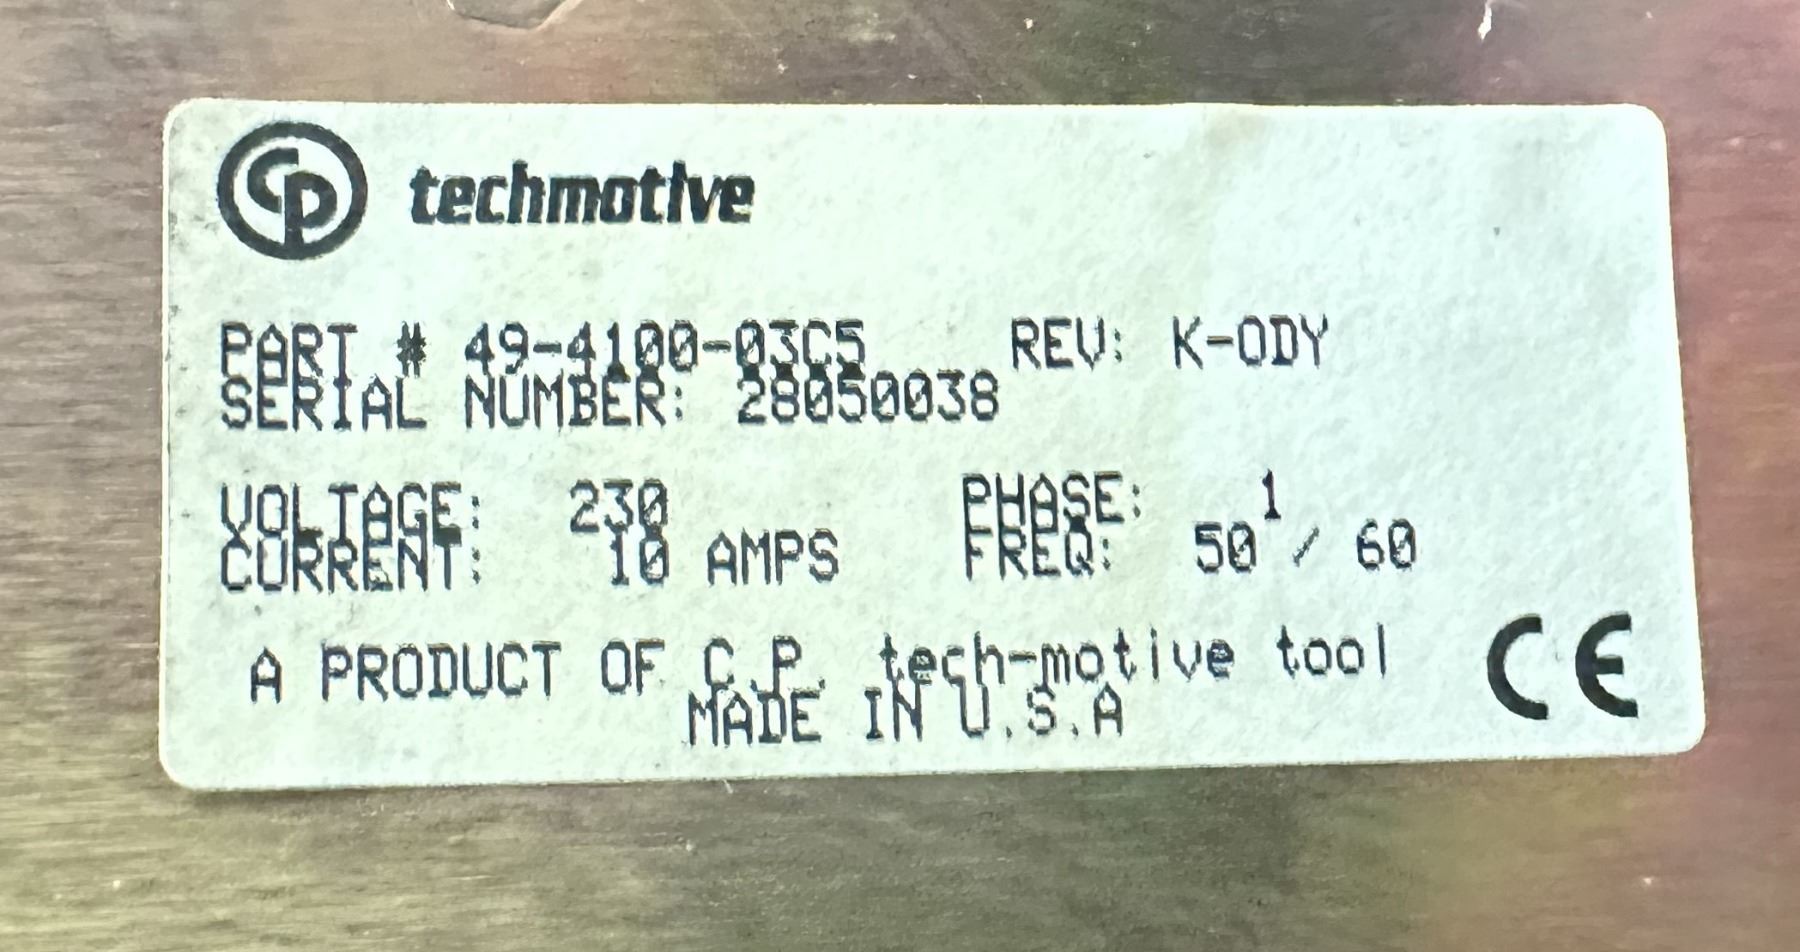 CP techmotive
PART # 49-4100-03C5 REV: K-ODY
SERIAL NUMBER: 28050038
VOLTAGE: 230 PHASE: 1
CURRENT: 10 AMPS FREQ: 50 / 60
A PRODUCT OF C.P. tech-motive tool
MADE IN U.S.A
CE